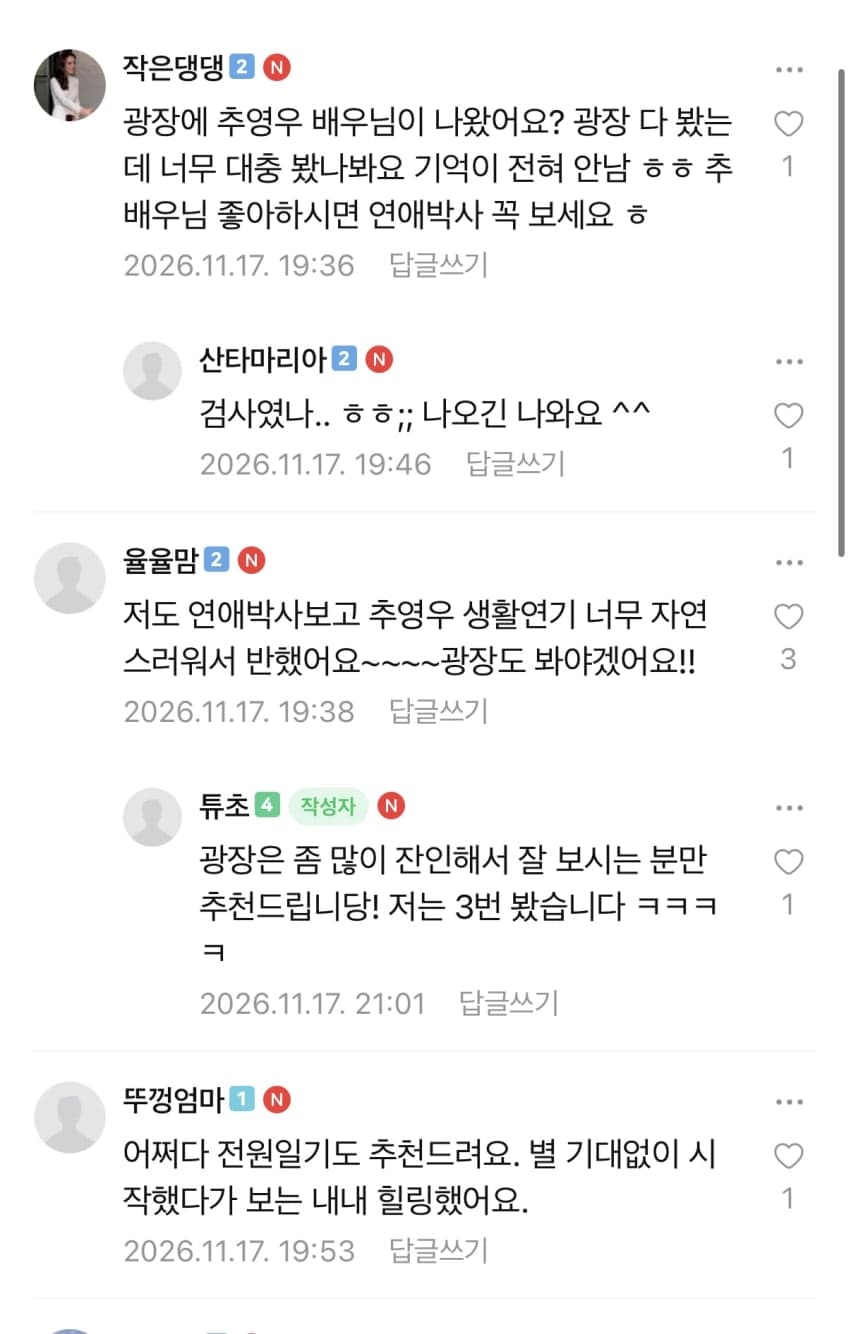 작은댕댕 2 N
광장에 추영우 배우님이 나왔어요? 광장 다 봤는
데 너무 대충 봤나봐요 기억이 전혀 안남 ㅎㅎ 추
배우님 좋아하시면 연애박사 꼭 보세요 ㅎ
1
2026.11.17. 19:36 답글쓰기
산타마리아 2 N
검사였나.. ㅎㅎ;; 나오긴 나와요 ^^
2026.11.17. 19:46 답글쓰기
1
율율맘 2 N
저도 연애박사보고 추영우 생활연기 너무 자연
스러워서 반했어요~~~~광장도 봐야겠어요!!
3
2026.11.17. 19:38 답글쓰기
튜초 4 작성자 N
광장은 좀 많이 잔인해서 잘 보시는 분만
추천드립니당! 저는 3번 봤습니다 ㅋㅋㅋ
ㅋ
1
2026.11.17. 21:01 답글쓰기
뚜껑엄마 1 N
어쩌다 전원일기도 추천드려요. 별 기대없이 시
작했다가 보는 내내 힐링했어요.
1
2026.11.17. 19:53 답글쓰기